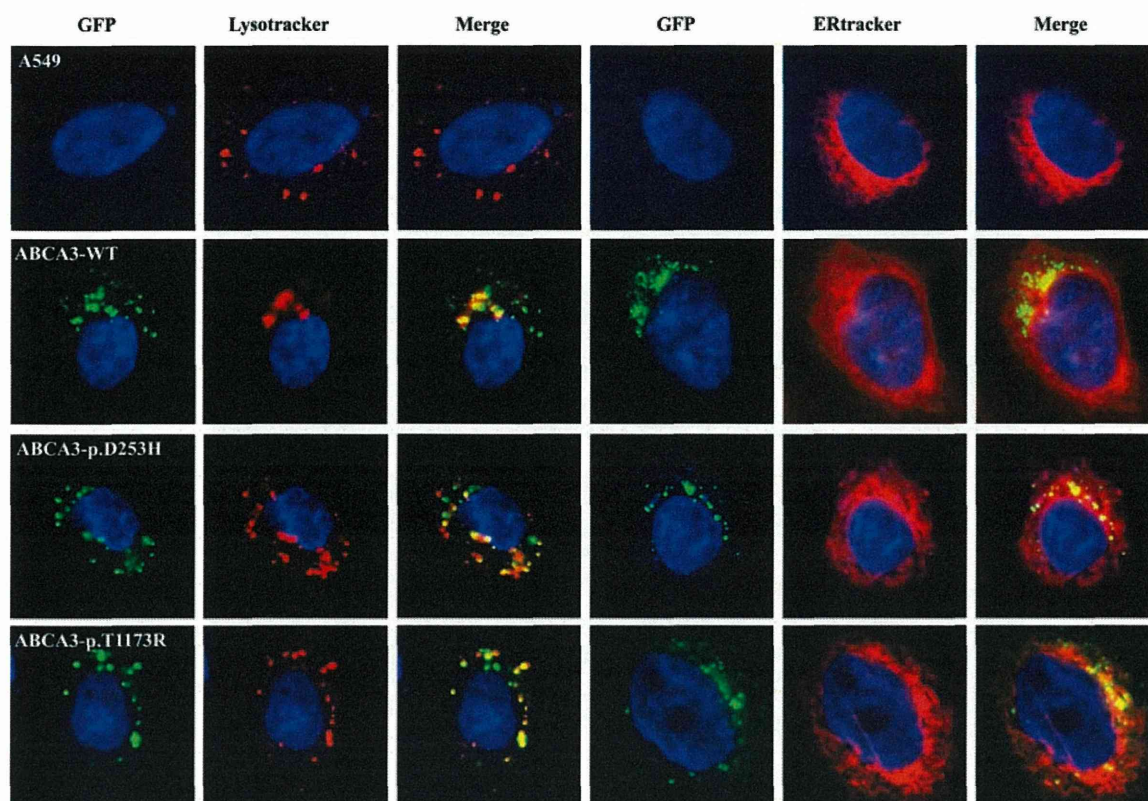 GFP Lysotracker Merge GFP ERtracker Merge
A549
ABCA3-WT
ABCA3-p.D253H
ABCA3-p.T1173R